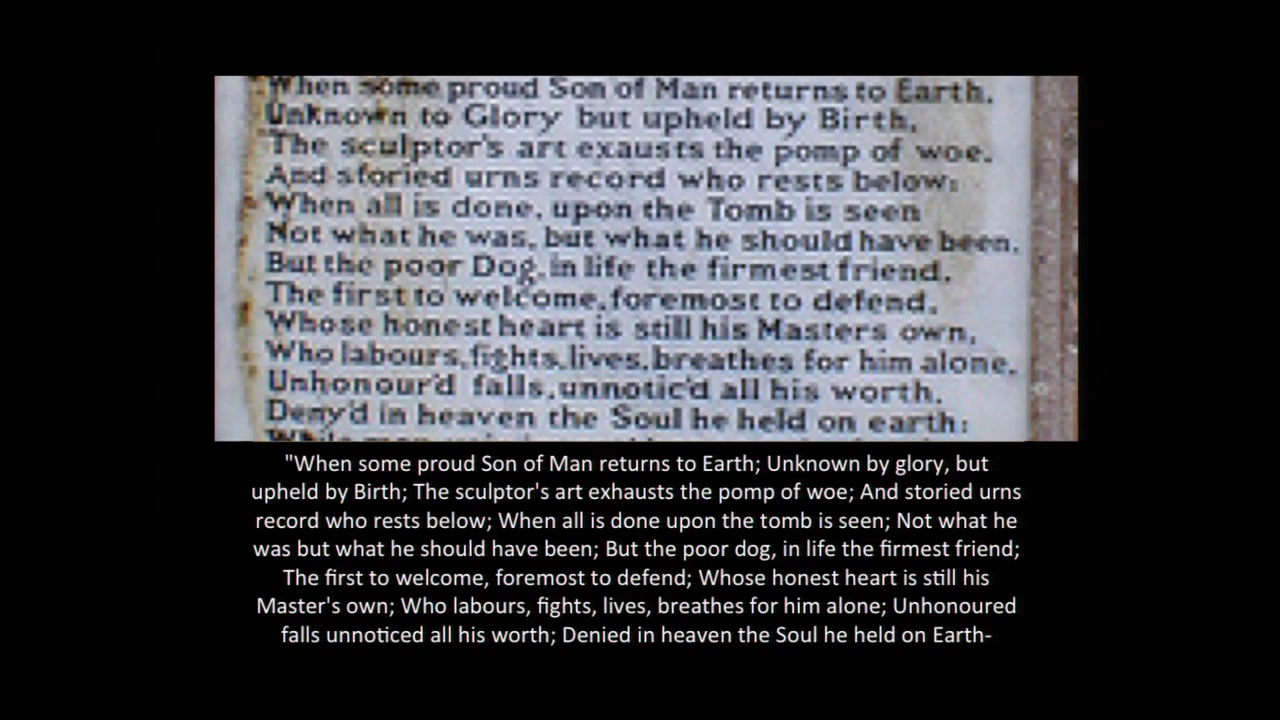 When some proud Son of Man returns to Earth,
Unknown to Glory but upheld by Birth,
The sculptor's art exausts the pomp of woe,
And storied urns record who rests below:
When all is done, upon the Tomb is seen
Not what he was, but what he should have been.
But the poor Dog, in life the firmest friend,
The first to welcome, foremost to defend,
Whose honest heart is still his Masters own,
Who labours, fights, lives, breathes for him alone,
Unhonour'd falls, unnotic'd all his worth,
Deny'd in heaven the Soul he held on earth:
"When some proud Son of Man returns to Earth; Unknown by glory, but
upheld by Birth; The sculptor's art exhausts the pomp of woe; And storied urns
record who rests below; When all is done upon the tomb is seen; Not what he
was but what he should have been; But the poor dog, in life the firmest friend;
The first to welcome, foremost to defend; Whose honest heart is still his
Master's own; Who labours, fights, lives, breathes for him alone; Unhonoured
falls unnoticed all his worth; Denied in heaven the Soul he held on Earth-